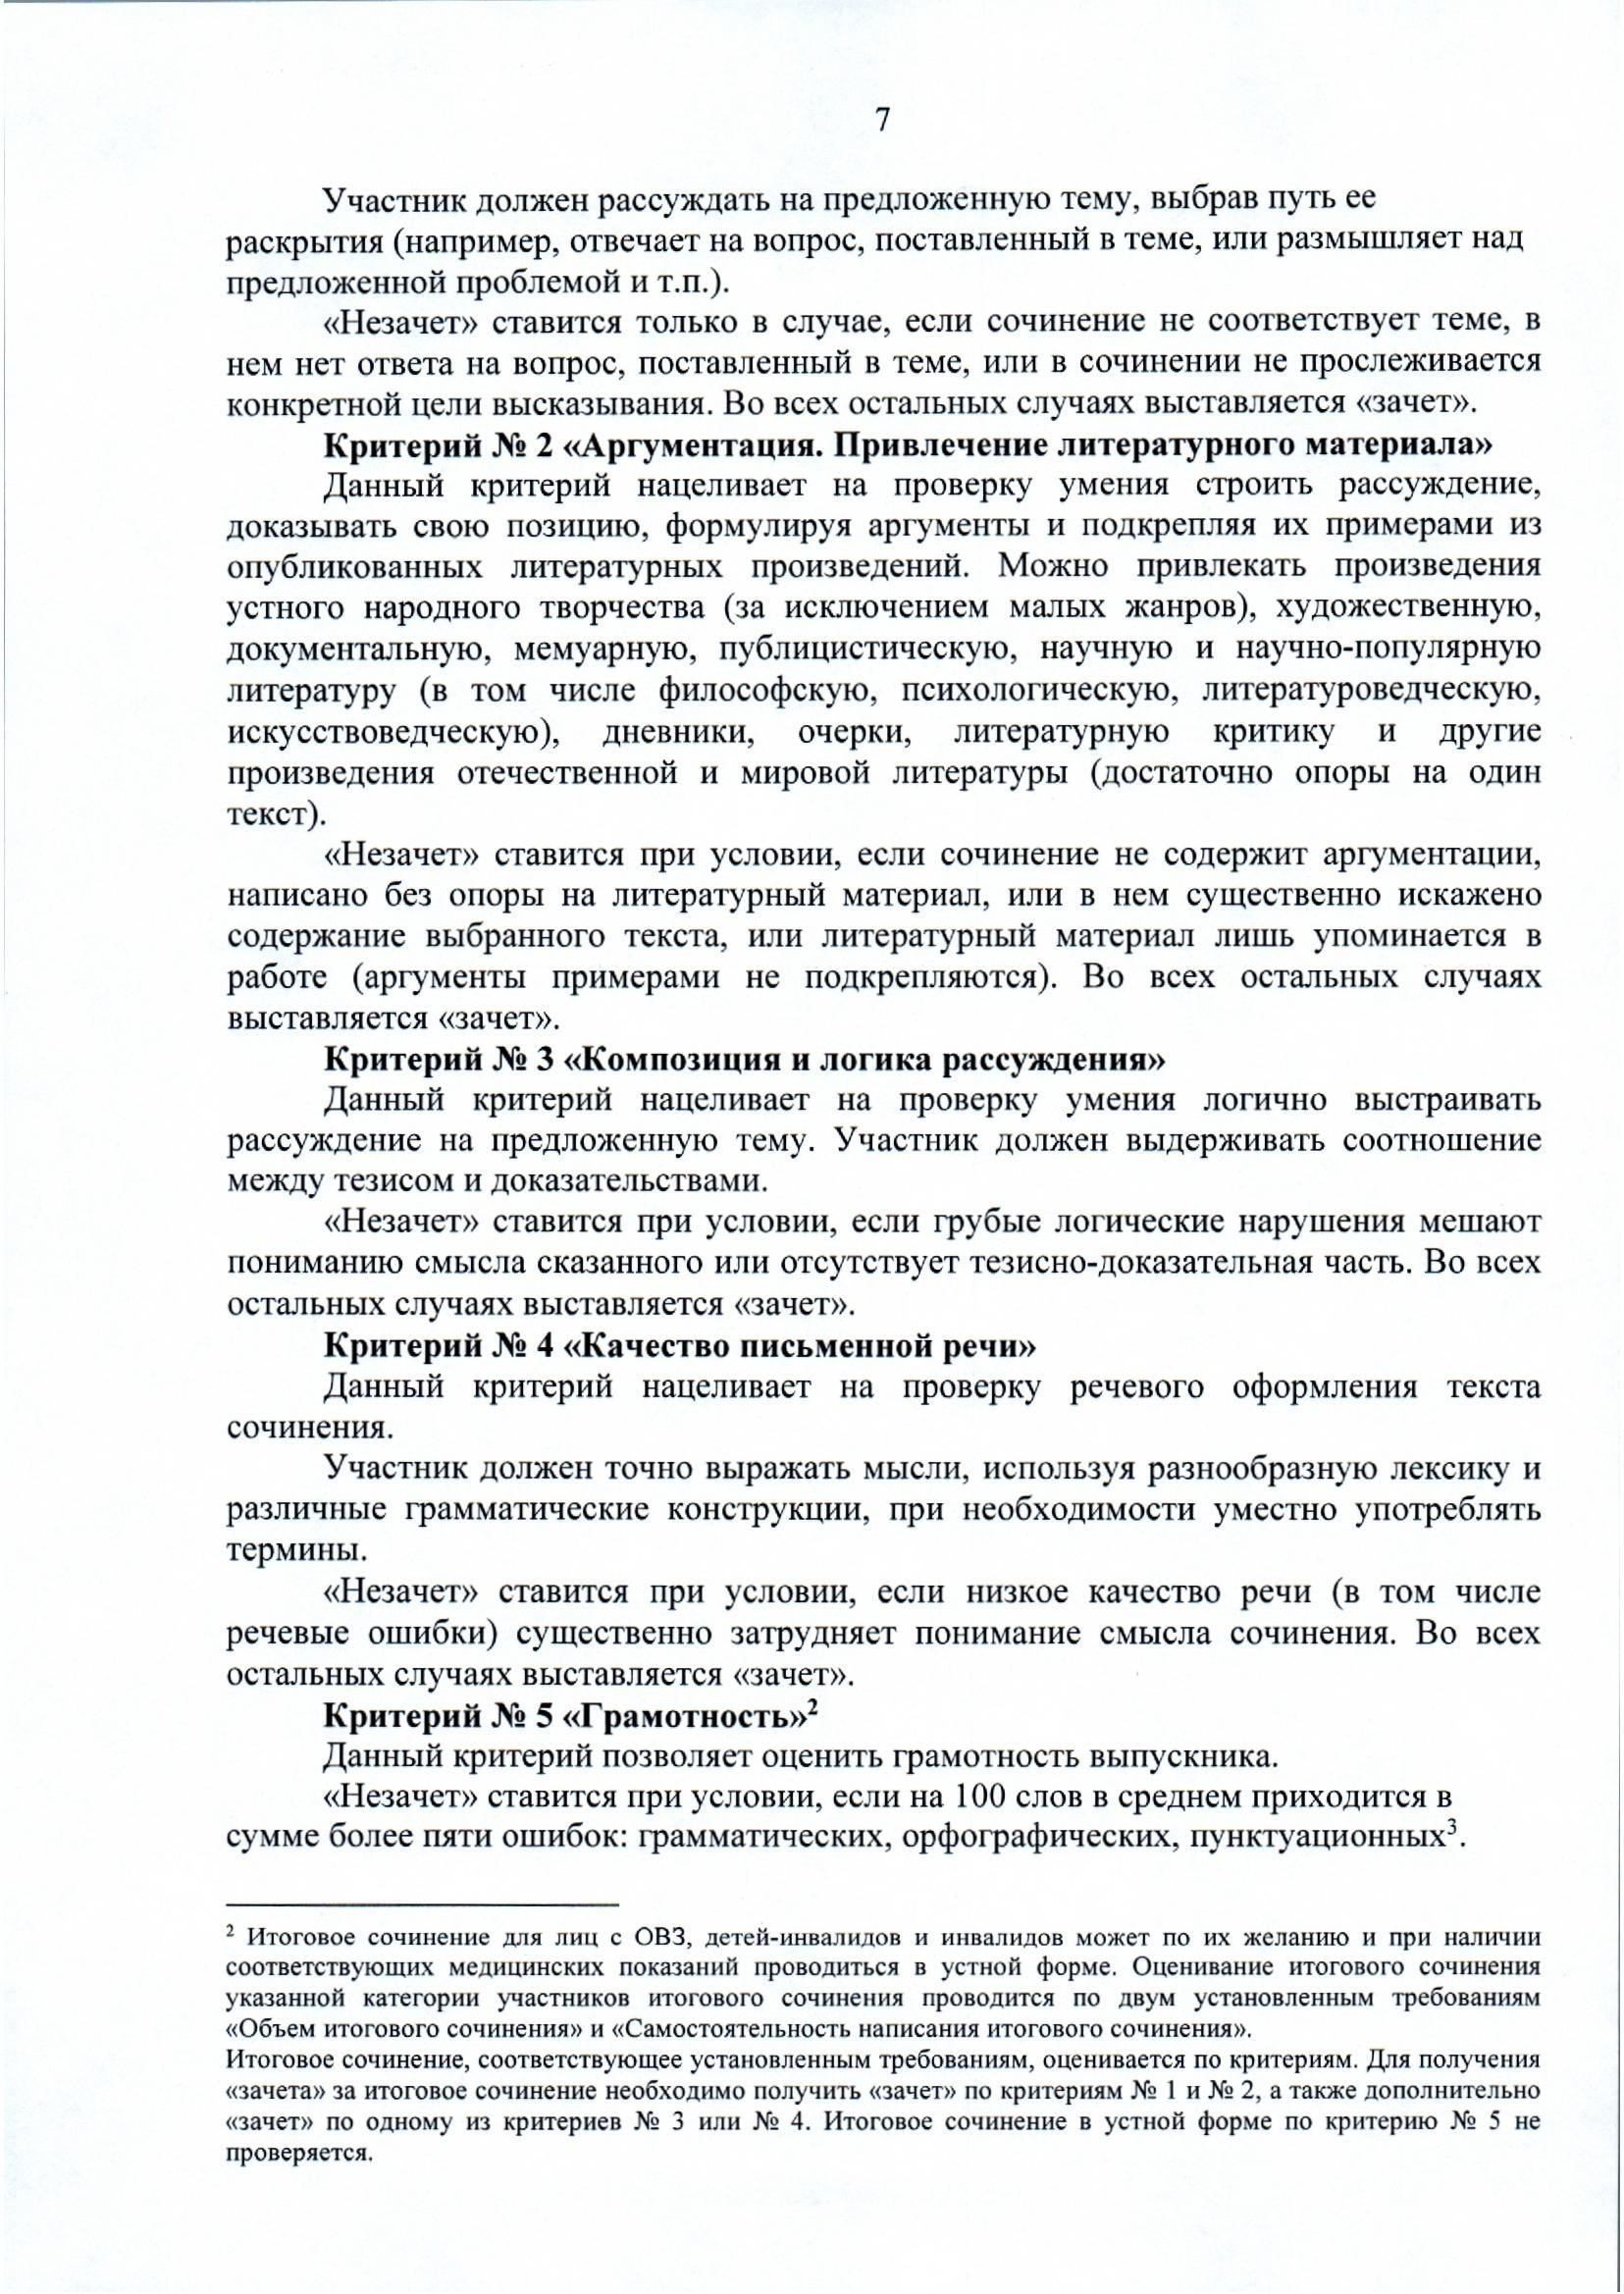 7
Участник должен рассуждать на предложенную тему, выбрав путь ее
раскрытия (например, отвечает на вопрос, поставленный в теме, или размышляет над
предложенной проблемой и т.п.).
«Незачет» ставится только в случае, если сочинение не соответствует теме, в
нем нет ответа на вопрос, поставленный в теме, или в сочинении не прослеживается
конкретной цели высказывания. Во всех остальных случаях выставляется «зачет».
Критерий № 2 «Аргументация. Привлечение литературного материала»
Данный критерий нацеливает на проверку умения строить рассуждение,
доказывать свою позицию, формулируя аргументы и подкрепляя их примерами из
опубликованных литературных произведений. Можно привлекать произведения
устного народного творчества (за исключением малых жанров), художественную,
документальную, мемуарную, публицистическую, научную и научно-популярную
литературу (в том числе философскую, психологическую, литературоведческую,
искусствоведческую), дневники, очерки, литературную критику и другие
произведения отечественной и мировой литературы (достаточно опоры на один
текст).
«Незачет» ставится при условии, если сочинение не содержит аргументации,
написано без опоры на литературный материал, или в нем существенно искажено
содержание выбранного текста, или литературный материал лишь упоминается в
работе (аргументы примерами не подкрепляются). Во всех остальных случаях
выставляется «зачет».
Критерий № 3 «Композиция и логика рассуждения»
Данный критерий нацеливает на проверку умения логично выстраивать
рассуждение на предложенную тему. Участник должен выдерживать соотношение
между тезисом и доказательствами.
«Незачет» ставится при условии, если грубые логические нарушения мешают
пониманию смысла сказанного или отсутствует тезисно-доказательная часть. Во всех
остальных случаях выставляется «зачет».
Критерий № 4 «Качество письменной речи»
Данный критерий нацеливает на проверку речевого оформления текста
сочинения.
Участник должен точно выражать мысли, используя разнообразную лексику и
различные грамматические конструкции, при необходимости уместно употреблять
термины.
«Незачет» ставится при условии, если низкое качество речи (в том числе
речевые ошибки) существенно затрудняет понимание смысла сочинения. Во всех
остальных случаях выставляется «зачет».
Критерий № 5 «Грамотность»²
Данный критерий позволяет оценить грамотность выпускника.
«Незачет» ставится при условии, если на 100 слов в среднем приходится в
сумме более пяти ошибок: грамматических, орфографических, пунктуационных³.
² Итоговое сочинение для лиц с ОВЗ, детей-инвалидов и инвалидов может по их желанию и при наличии
соответствующих медицинских показаний проводиться в устной форме. Оценивание итогового сочинения
указанной категории участников итогового сочинения проводится по двум установленным требованиям
«Объем итогового сочинения» и «Самостоятельность написания итогового сочинения».
Итоговое сочинение, соответствующее установленным требованиям, оценивается по критериям. Для получения
«зачета» за итоговое сочинение необходимо получить «зачет» по критериям № 1 и № 2, а также дополнительно
«зачет» по одному из критериев № 3 или № 4. Итоговое сочинение в устной форме по критерию № 5 не
проверяется.